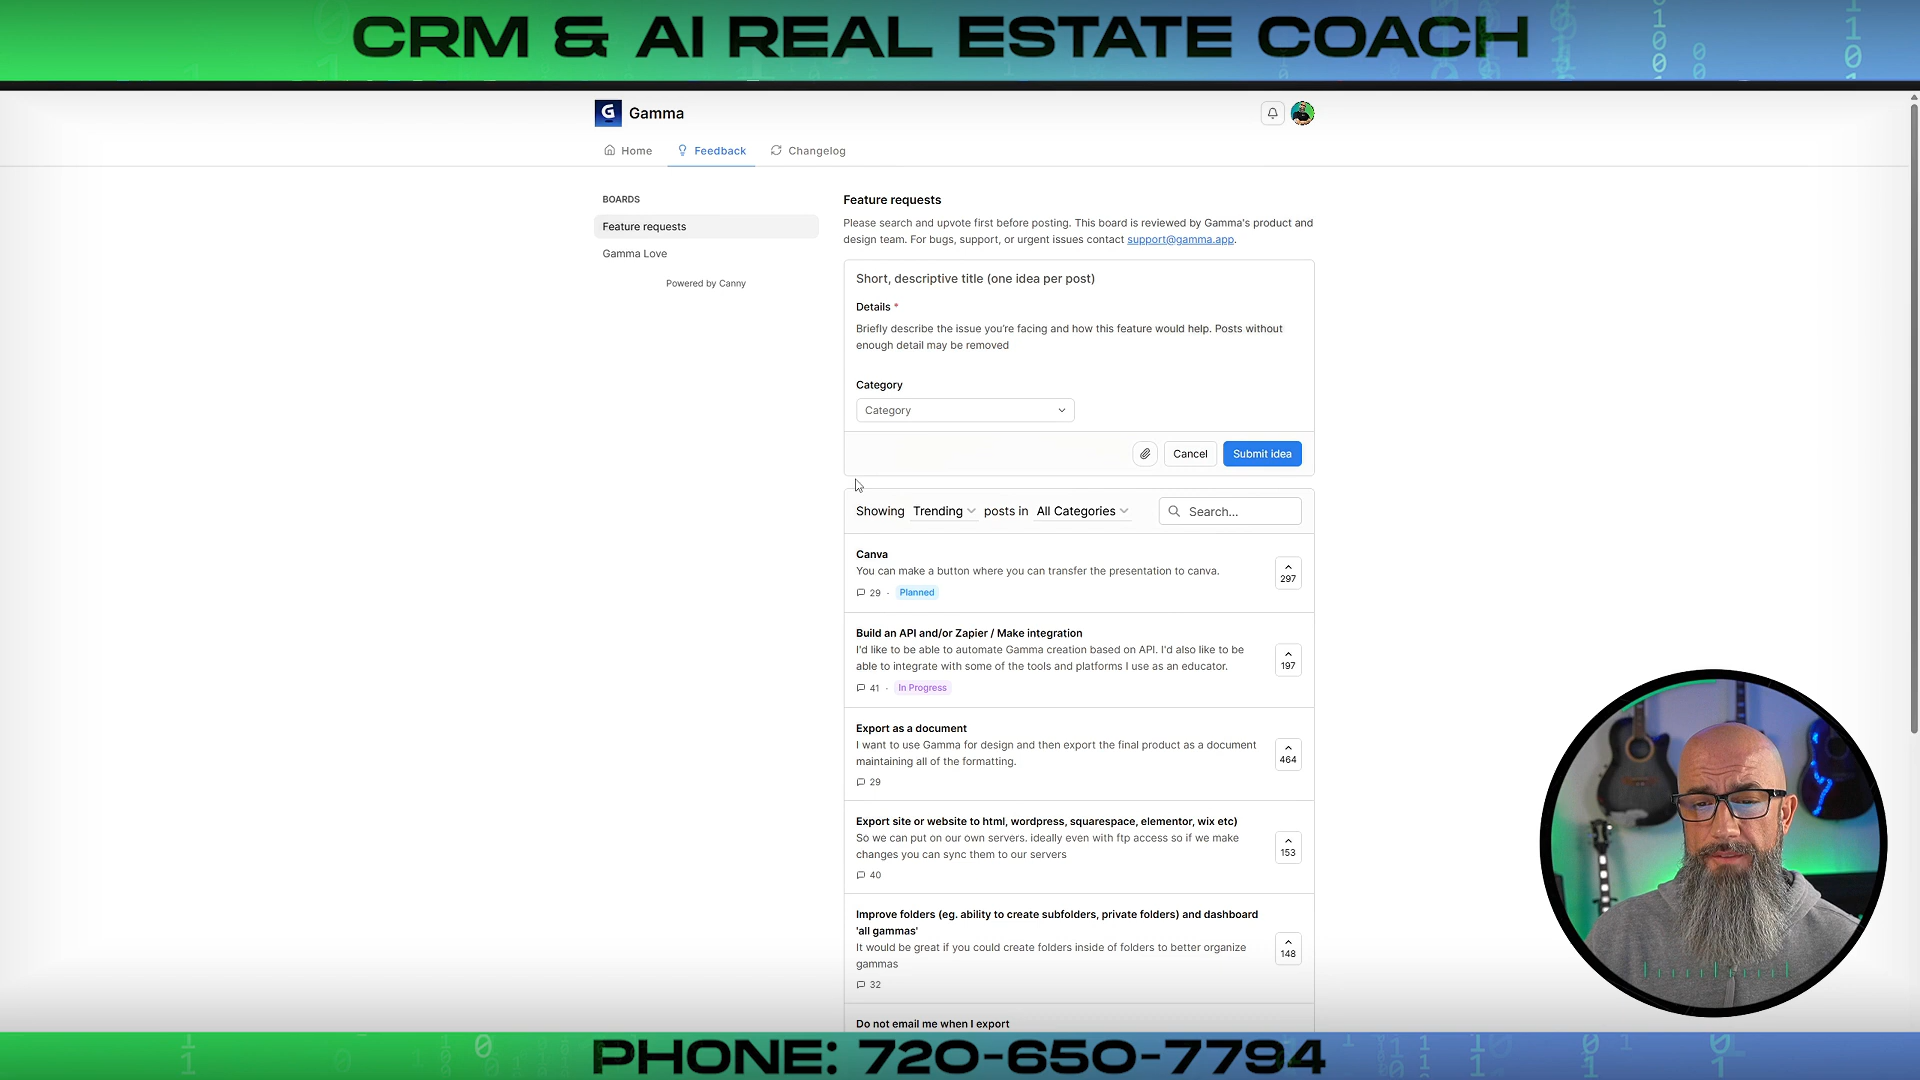 CRM & AI REAL ESTATE COACH
G Gamma
Home
Feedback
Changelog
BOARDS
Feature requests
Gamma Love
Powered by Canny
Feature requests
Please search and upvote first before posting. This board is reviewed by Gamma's product and
design team. For bugs, support, or urgent issues contact support@gamma.app.
Short, descriptive title (one idea per post)
Details *
Briefly describe the issue you're facing and how this feature would help. Posts without
enough detail may be removed
Category
Category
Cancel
Submit idea
Showing Trending posts in All Categories
Search...
Canva
You can make a button where you can transfer the presentation to canva.
29 · Planned
297
Build an API and/or Zapier / Make integration
I'd like to be able to automate Gamma creation based on API. I'd also like to be
able to integrate with some of the tools and platforms I use as an educator.
41 · In Progress
197
Export as a document
I want to use Gamma for design and then export the final product as a document
maintaining all of the formatting.
29
464
Export site or website to html, wordpress, squarespace, elementor, wix etc)
So we can put on our own servers. ideally even with ftp access so if we make
changes you can sync them to our servers
40
153
Improve folders (eg. ability to create subfolders, private folders) and dashboard
'all gammas'
It would be great if you could create folders inside of folders to better organize
gammas
32
148
Do not email me when I export
PHONE: 720-650-7794